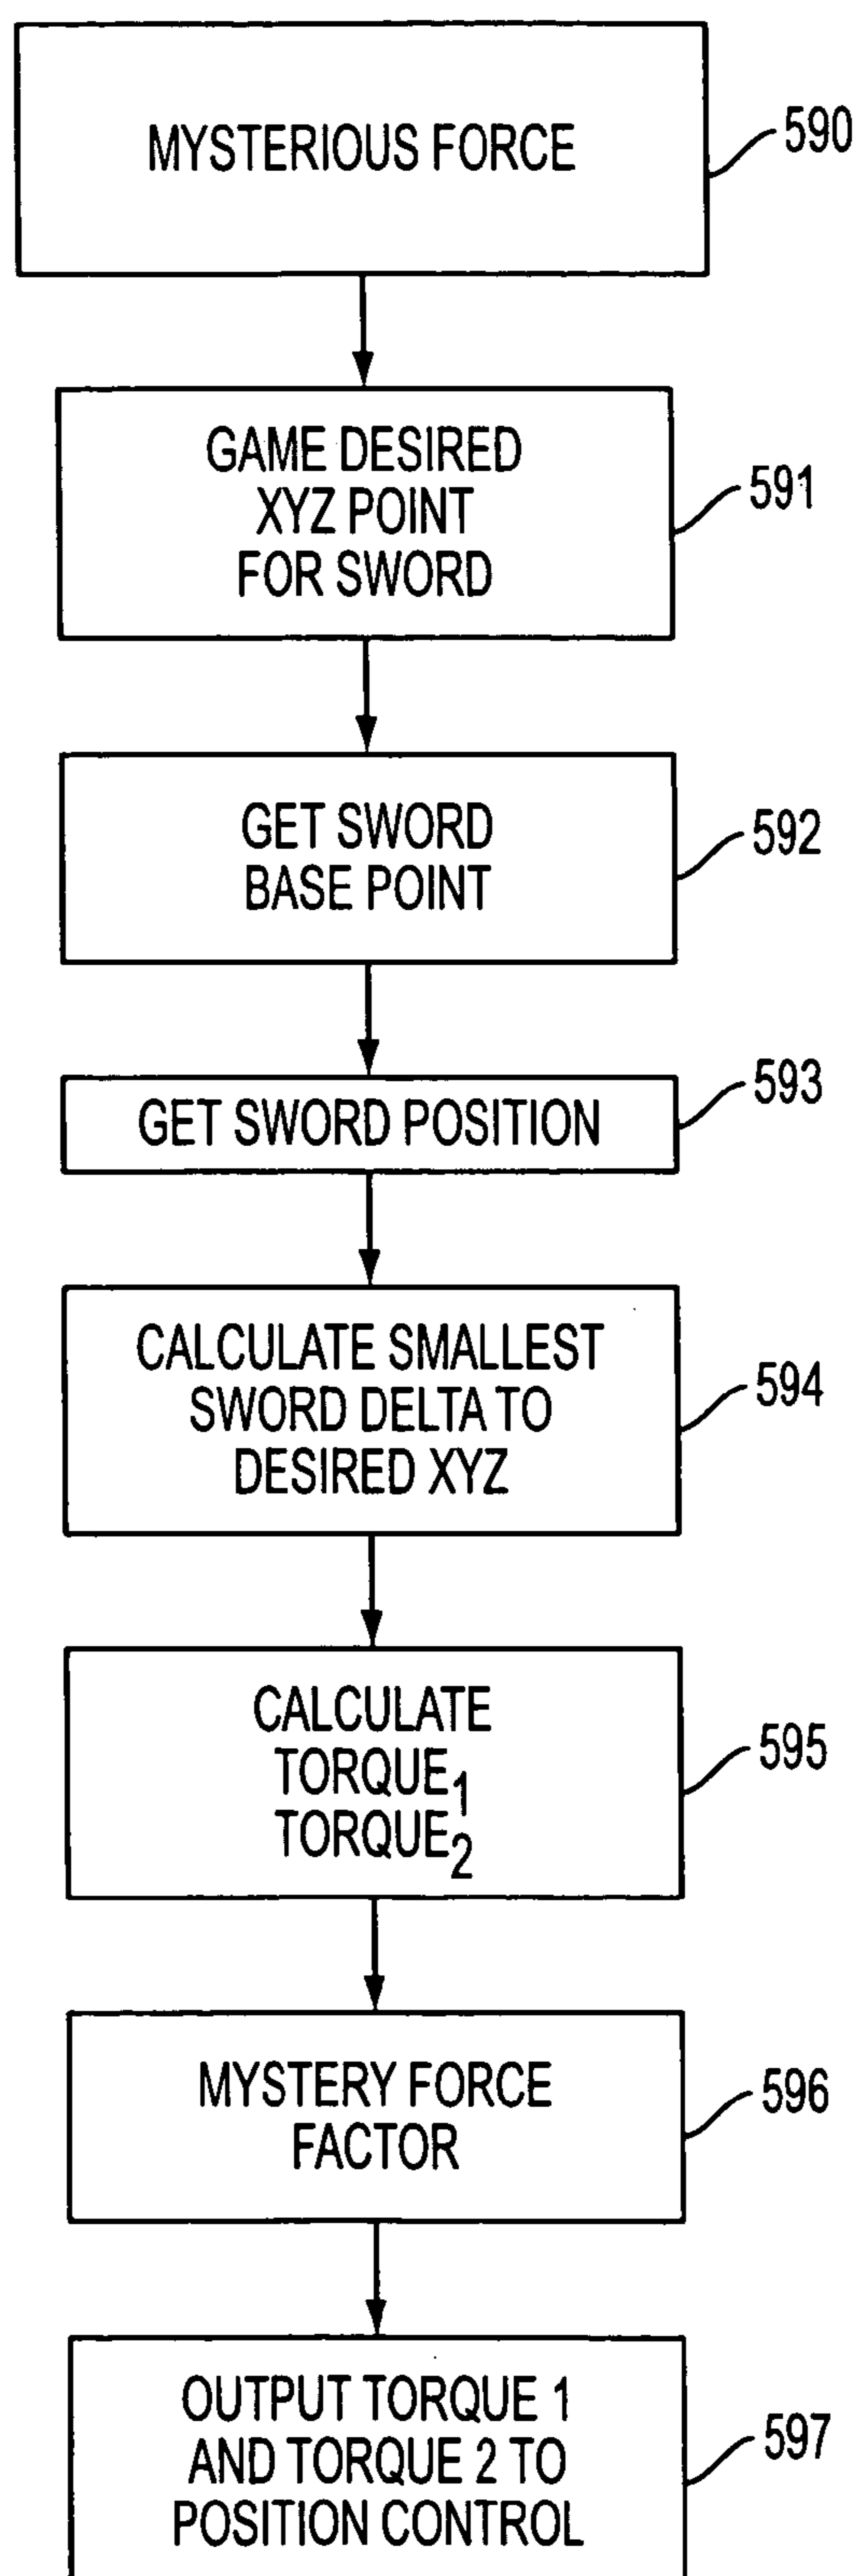 MYSTERIOUS FORCE
590
GAME DESIRED
XYZ POINT
FOR SWORD
591
GET SWORD
BASE POINT
592
GET SWORD POSITION
593
CALCULATE SMALLEST
SWORD DELTA TO
DESIRED XYZ
594
CALCULATE
TORQUE1
TORQUE2
595
MYSTERY FORCE
FACTOR
596
OUTPUT TORQUE 1
AND TORQUE 2 TO
POSITION CONTROL
597